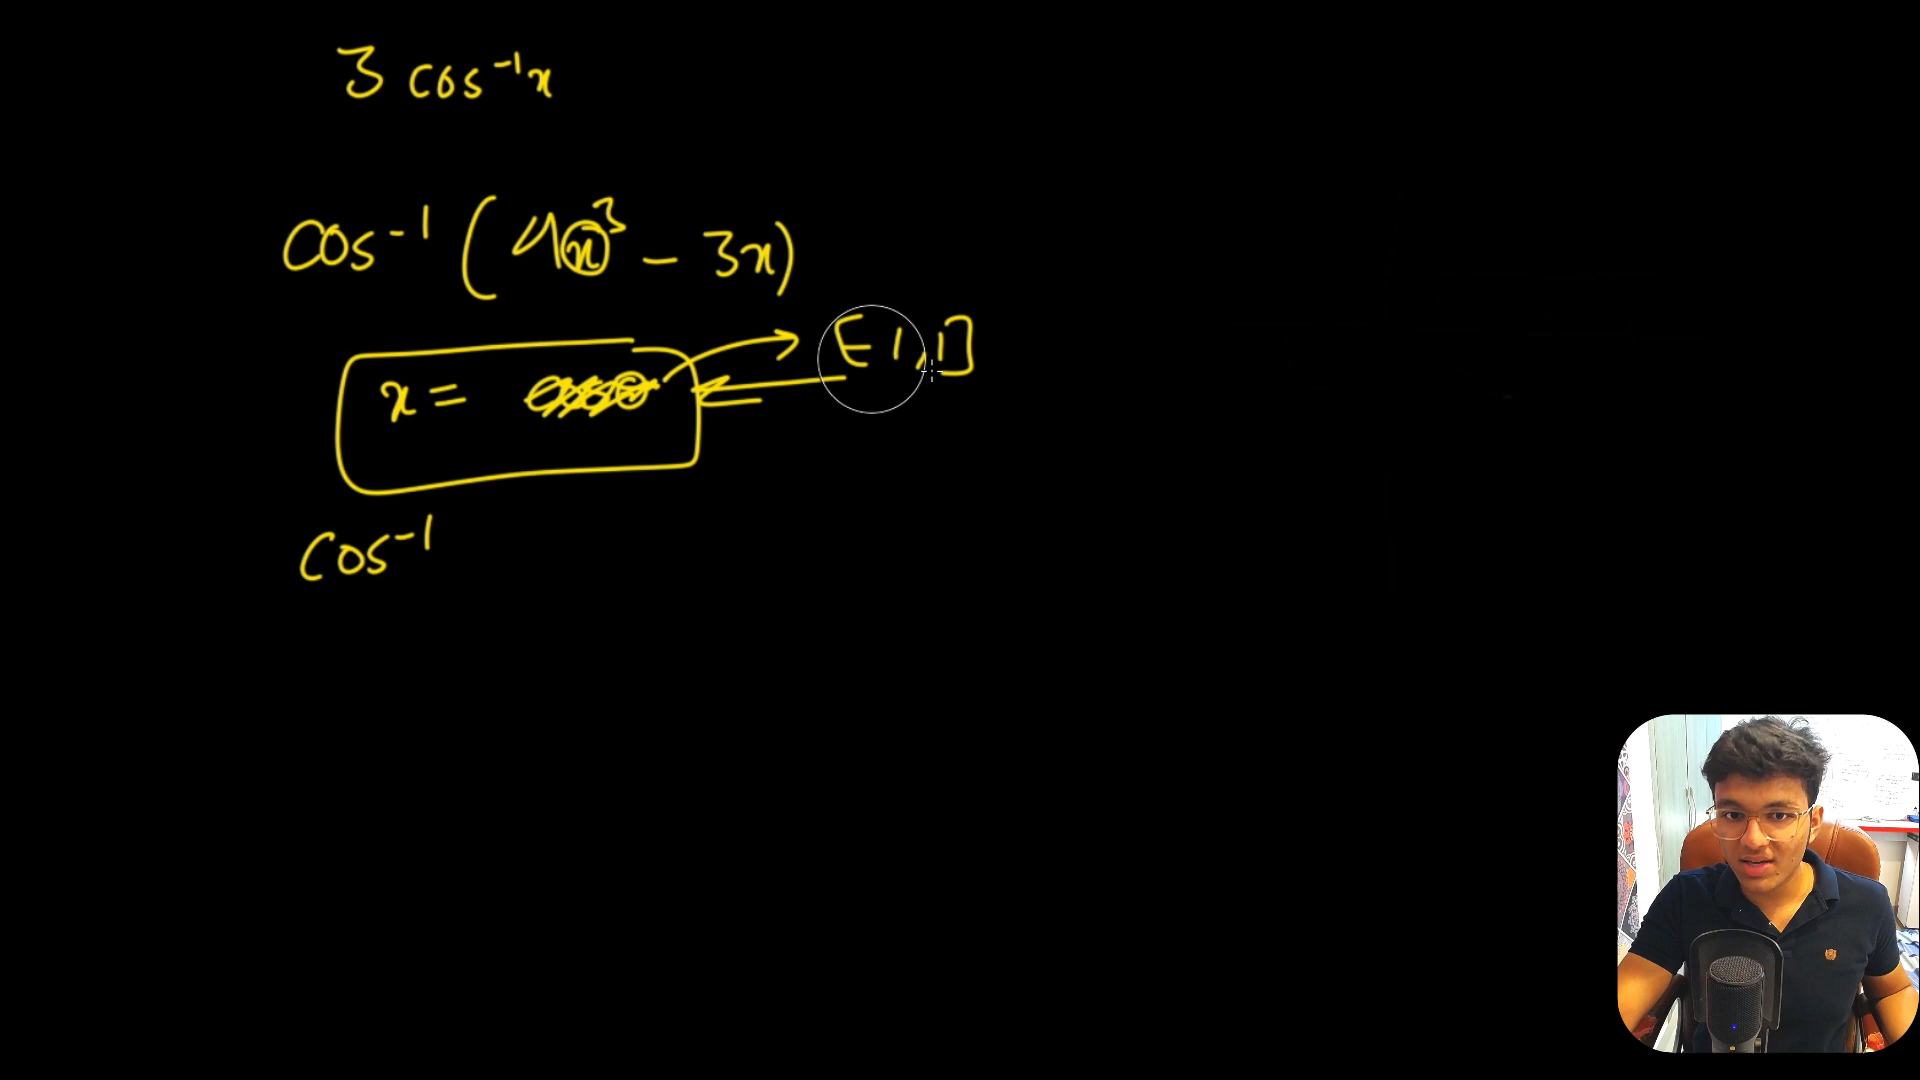 3 cos⁻¹x
cos⁻¹ (4x³ - 3x)
[-1,1]
x =
cos⁻¹